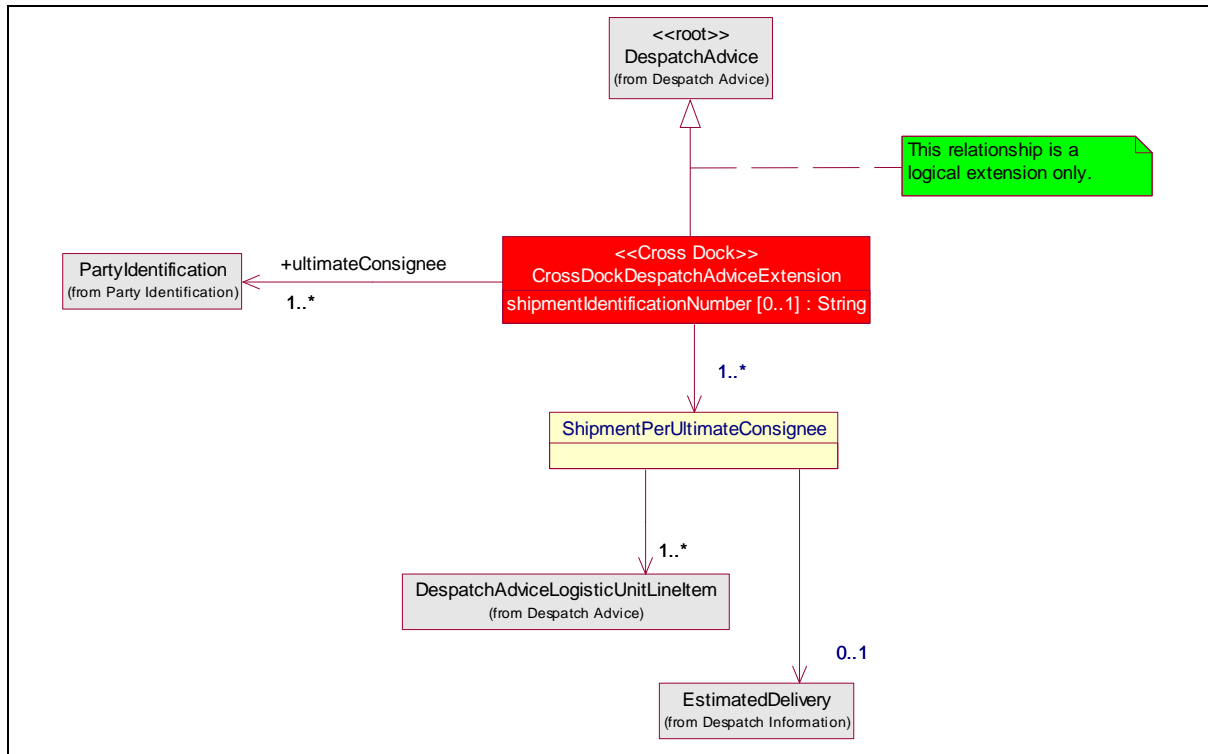 <<root>>
DespatchAdvice
(from Despatch Advice)
This relationship is a
logical extension only.
<<Cross Dock>>
CrossDockDespatchAdviceExtension
shipmentIdentificationNumber [0..1] : String
+ultimateConsignee
PartyIdentification
(from Party Identification)
1..*
1..*
ShipmentPerUltimateConsignee
1..*
DespatchAdviceLogisticUnitLineItem
(from Despatch Advice)
0..1
EstimatedDelivery
(from Despatch Information)